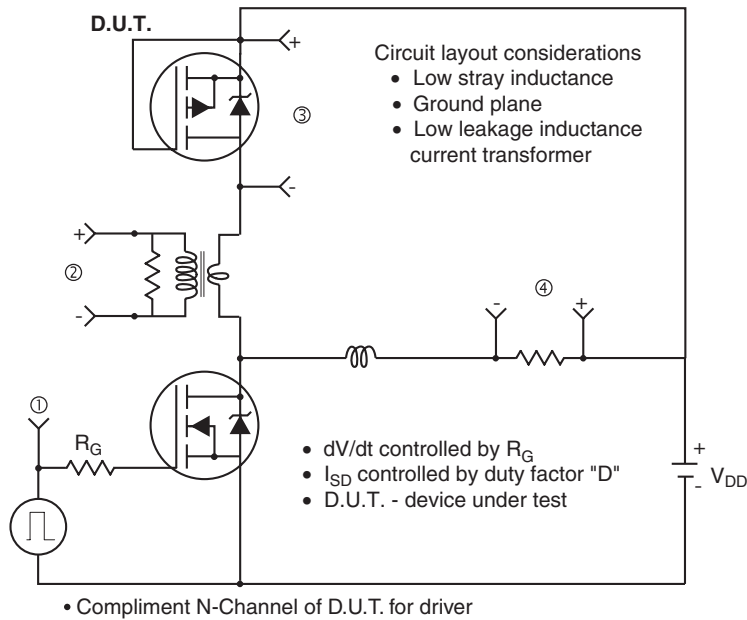 D.U.T.
+
Circuit layout considerations
• Low stray inductance
• Ground plane
• Low leakage inductance
current transformer
③
-
+
②
-
④
- +
①
RG
• dV/dt controlled by RG
• ISD controlled by duty factor "D"
• D.U.T. - device under test
+
VDD
-
• Compliment N-Channel of D.U.T. for driver